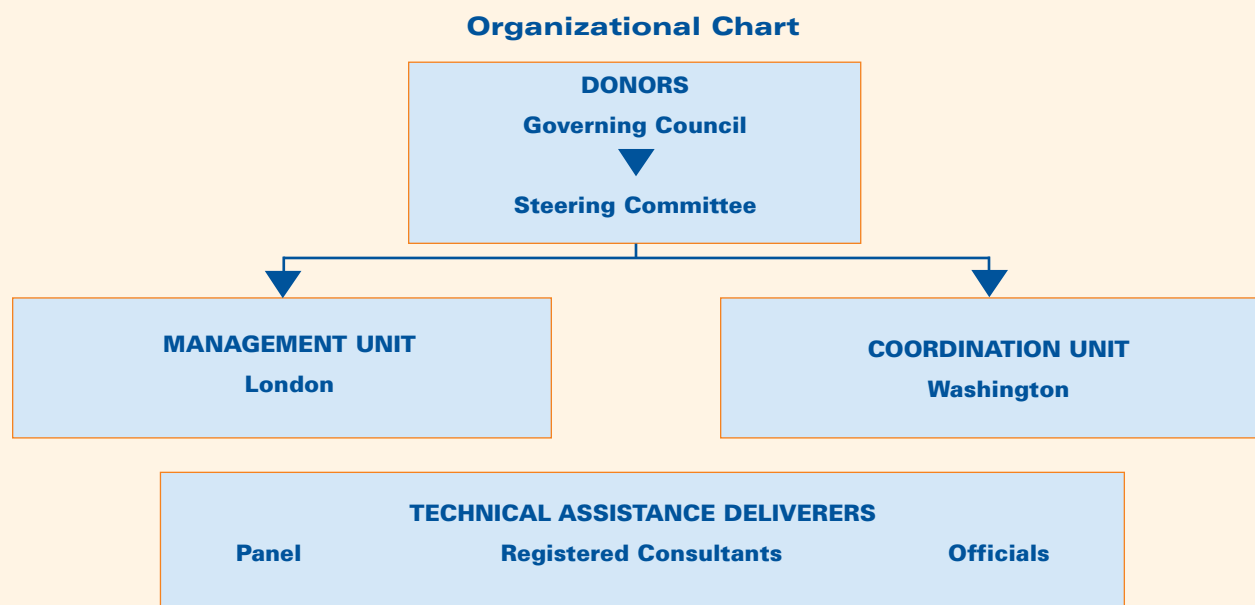 Organizational Chart
DONORS
Governing Council
Steering Committee
MANAGEMENT UNIT
London
COORDINATION UNIT
Washington
TECHNICAL ASSISTANCE DELIVERERS
Panel Registered Consultants Officials